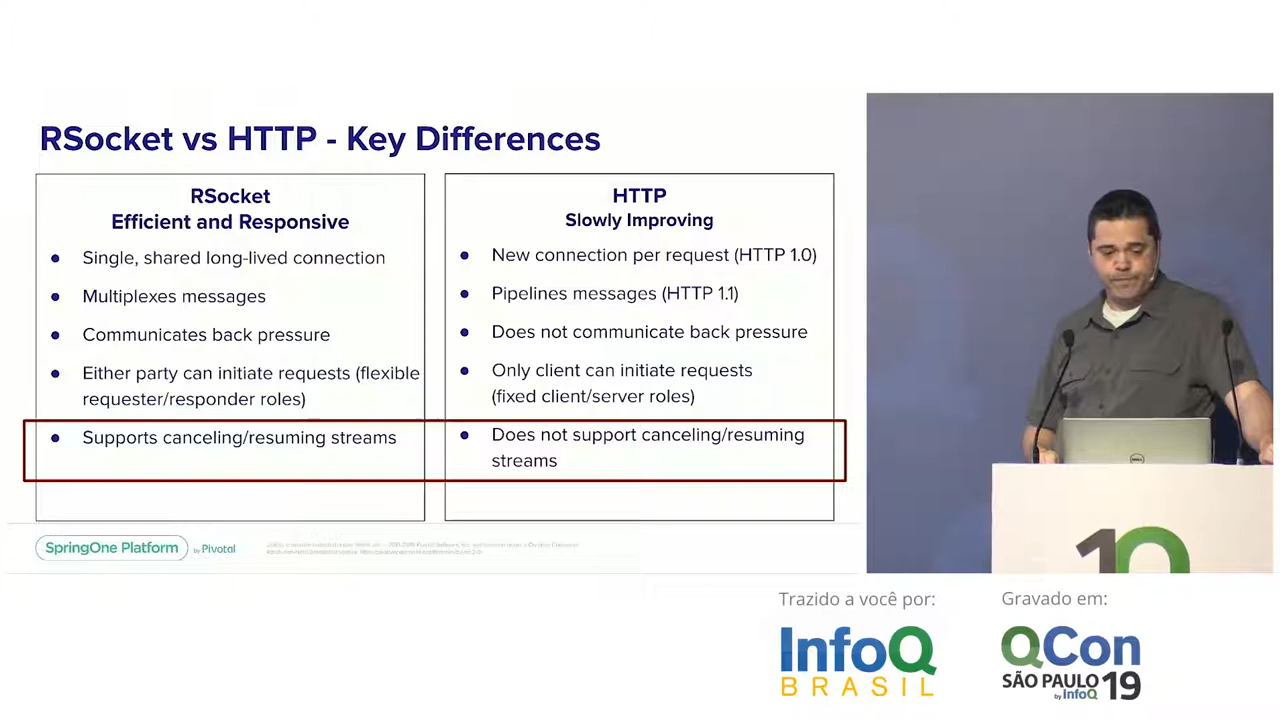 RSocket vs HTTP - Key Differences
RSocket
Efficient and Responsive
● Single, shared long-lived connection
● Multiplexes messages
● Communicates back pressure
● Either party can initiate requests (flexible
requester/responder roles)
● Supports canceling/resuming streams
HTTP
Slowly Improving
● New connection per request (HTTP 1.0)
● Pipelines messages (HTTP 1.1)
● Does not communicate back pressure
● Only client can initiate requests
(fixed client/server roles)
● Does not support canceling/resuming
streams
SpringOne Platform by Pivotal
DELL
10
Trazido a você por:
InfoQ
BRASIL
Gravado em:
QCon
SÃO PAULO 19
by InfoQ